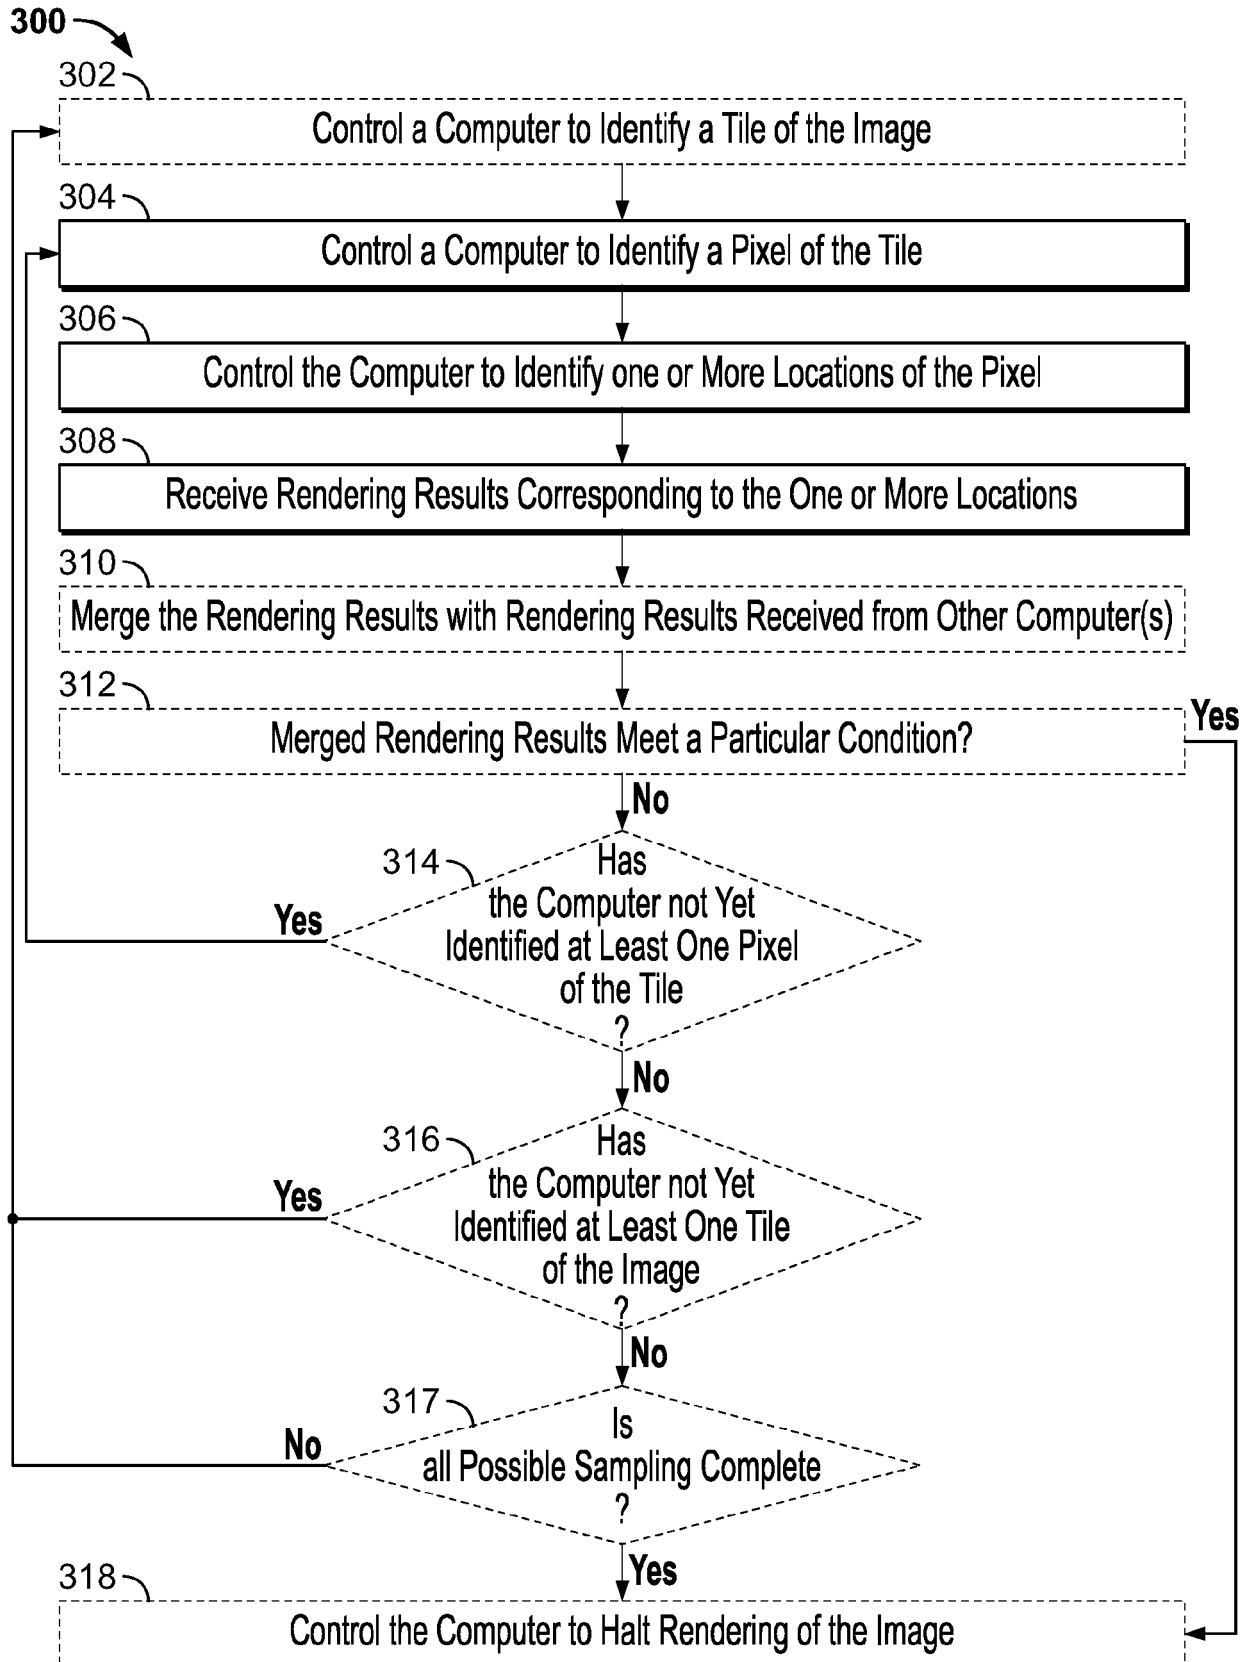 300
302
Control a Computer to Identify a Tile of the Image
304
Control a Computer to Identify a Pixel of the Tile
306
Control the Computer to Identify one or More Locations of the Pixel
308
Receive Rendering Results Corresponding to the One or More Locations
310
Merge the Rendering Results with Rendering Results Received from Other Computer(s)
312
Merged Rendering Results Meet a Particular Condition?
Yes
No
314
Has
the Computer not Yet
Identified at Least One Pixel
of the Tile
?
Yes
No
316
Has
the Computer not Yet
Identified at Least One Tile
of the Image
?
Yes
No
317
Is
all Possible Sampling Complete
?
No
Yes
318
Control the Computer to Halt Rendering of the Image